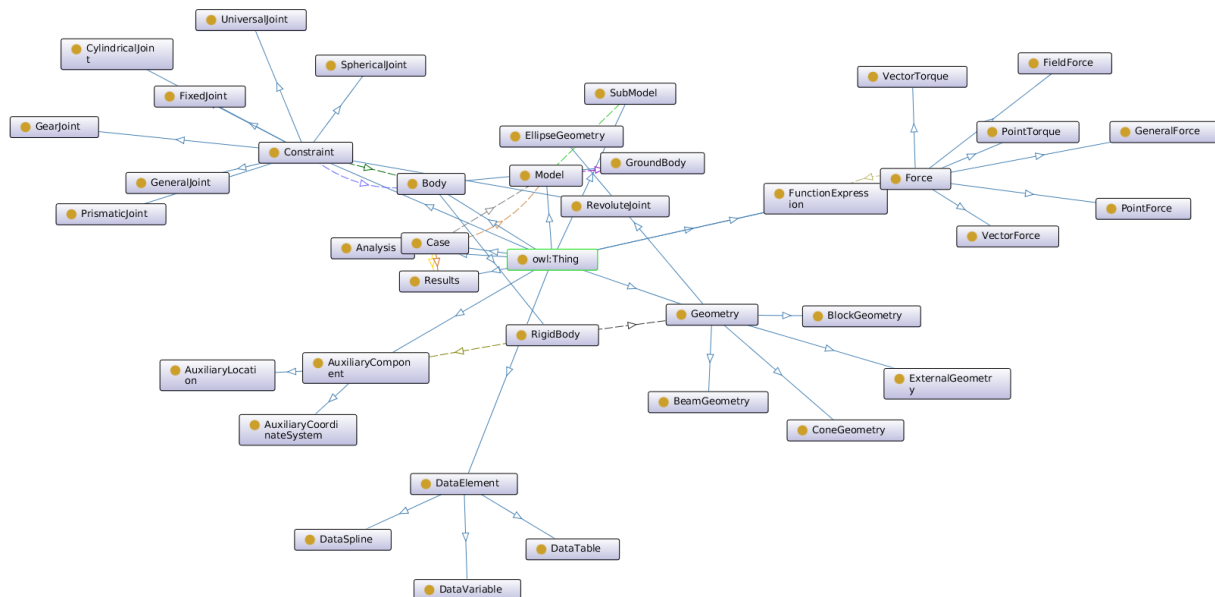 UniversalJoint
CylindricalJoin
t
SphericalJoint
FixedJoint
GearJoint
Constraint
GeneralJoint
PrismaticJoint
SubModel
EllipseGeometry
GroundBody
Model
Body
RevoluteJoint
FieldForce
VectorTorque
PointTorque
GeneralForce
Force
FunctionExpres
sion
PointForce
VectorForce
Analysis
Case
owl:Thing
Results
Geometry
BlockGeometry
RigidBody
AuxiliaryLocati
on
AuxiliaryCompon
ent
ExternalGeometr
y
BeamGeometry
AuxiliaryCoordi
nateSystem
ConeGeometry
DataElement
DataSpline
DataTable
DataVariable